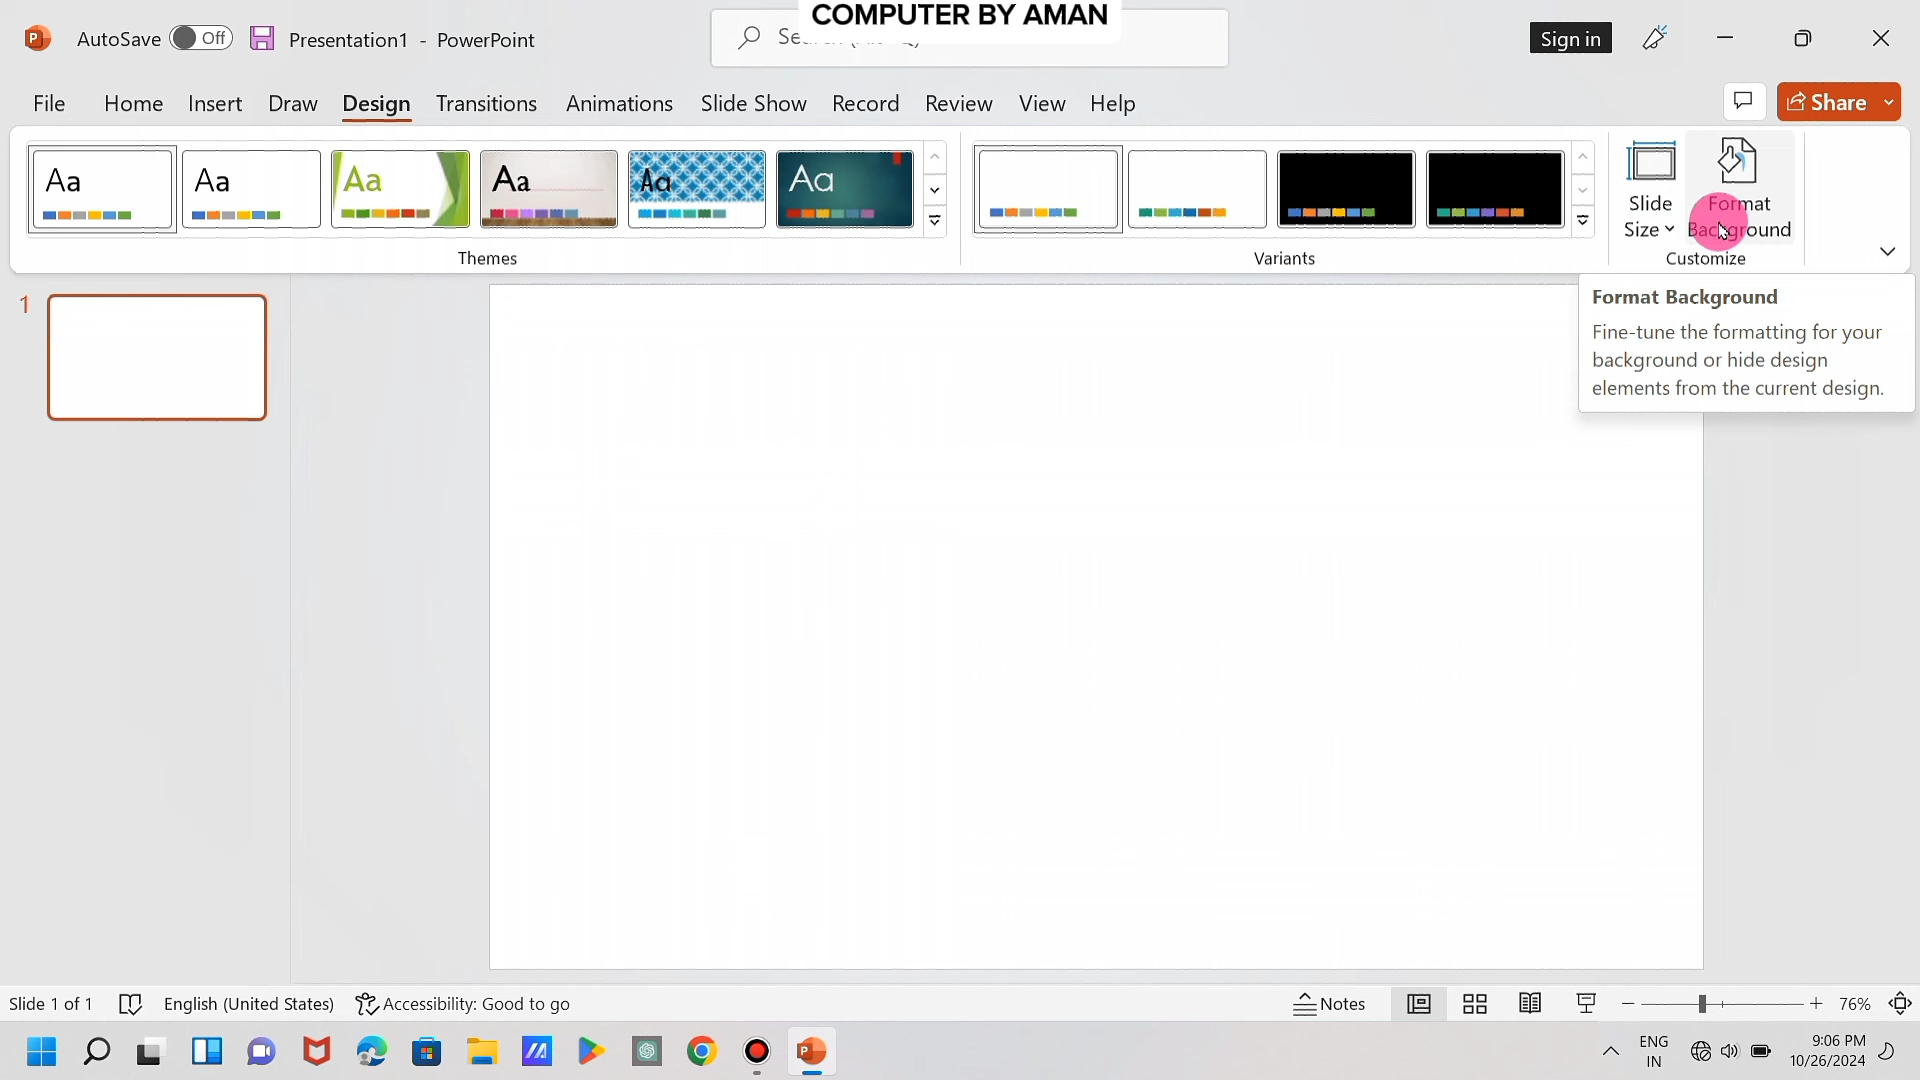 COMPUTER BY AMAN
AutoSave Off Presentation1 - PowerPoint
Sign in
File Home Insert Draw Design Transitions Animations Slide Show Record Review View Help
Share
Aa Aa Aa Aa Aa Aa
Slide Size
Format Background
Themes
Variants
Customize
1
Format Background
Fine-tune the formatting for your
background or hide design
elements from the current design.
Slide 1 of 1 English (United States) Accessibility: Good to go Notes 76%
ENG
IN
9:06 PM
10/26/2024